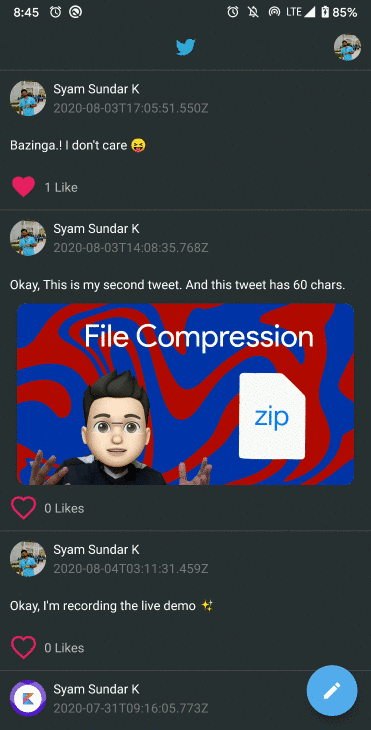 8:45 LTE 85%
Syam Sundar K
2020-08-03T17:05:51.550Z
Bazinga.! I don't care 😝
1 Like
Syam Sundar K
2020-08-03T14:08:35.768Z
Okay, This is my second tweet. And this tweet has 60 chars.
File Compression
zip
0 Likes
Syam Sundar K
2020-08-04T03:11:31.459Z
Okay, I'm recording the live demo ✨
0 Likes
Syam Sundar K
2020-07-31T09:16:05.773Z